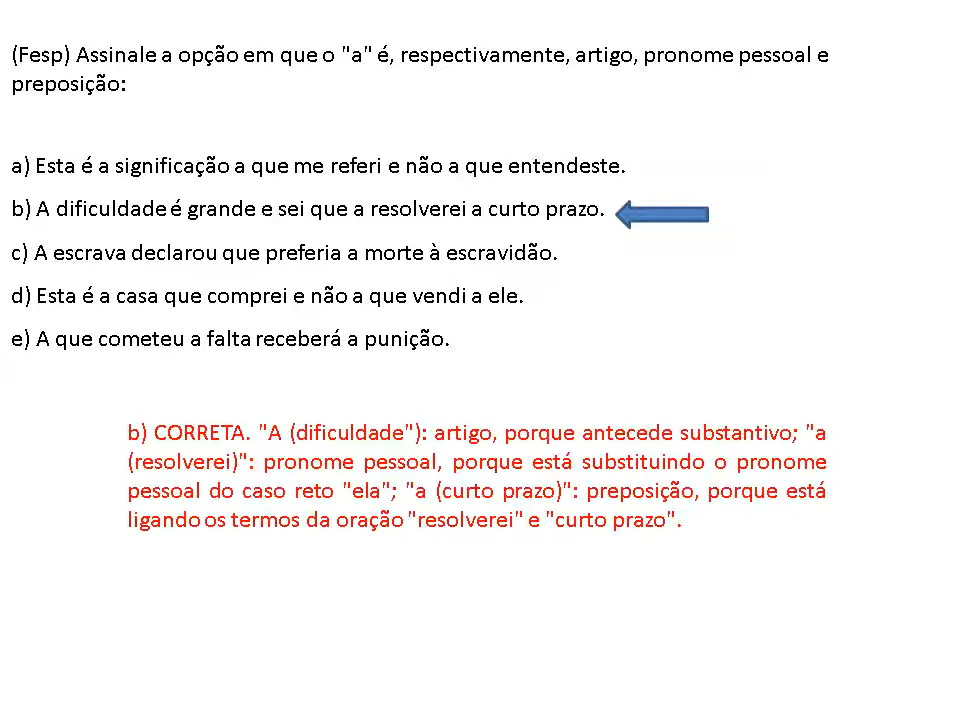 (Fesp) Assinale a opção em que o "a" é, respectivamente, artigo, pronome pessoal e
preposição:
a) Esta é a significação a que me referi e não a que entendeste.
b) A dificuldade é grande e sei que a resolverei a curto prazo.
c) A escrava declarou que preferia a morte à escravidão.
d) Esta é a casa que comprei e não a que vendi a ele.
e) A que cometeu a falta receberá a punição.
b) CORRETA. "A (dificuldade"): artigo, porque antecede substantivo; "a
(resolverei)": pronome pessoal, porque está substituindo o pronome
pessoal do caso reto "ela"; "a (curto prazo)": preposição, porque está
ligando os termos da oração "resolverei" e "curto prazo".